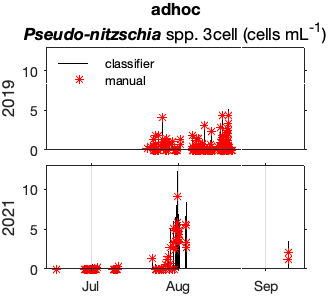 adhoc
Pseudo-nitzschia spp. 3cell (cells mL⁻¹)
classifier
manual
10
5
0
2019
10
5
0
2021
Jul Aug Sep